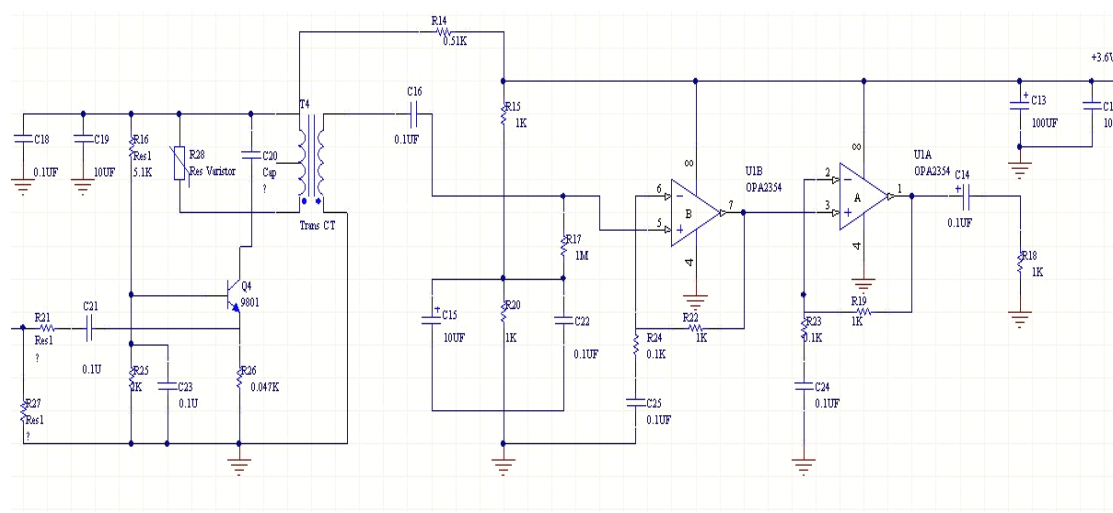 R14
0.51K
+3.6V
T4
C16
0.1UF
R15
1K
C13
100UF
C1
10
C18
0.1UF
C19
10UF
R16
Res1
5.1K
R28
Res Varistor
C20
Cap
?
Trans CT
8
U1B
OPA2354
6
5
B
7
4
8
U1A
OPA2354
2
3
A
1
4
C14
0.1UF
R17
1M
R18
1K
Q4
9801
C21
0.1U
R21
Res1
?
C15
10UF
R20
1K
C22
0.1UF
R22
1K
R24
0.1K
R19
1K
R23
0.1K
R27
Res1
?
R25
1K
C23
0.1U
R26
0.047K
C25
0.1UF
C24
0.1UF